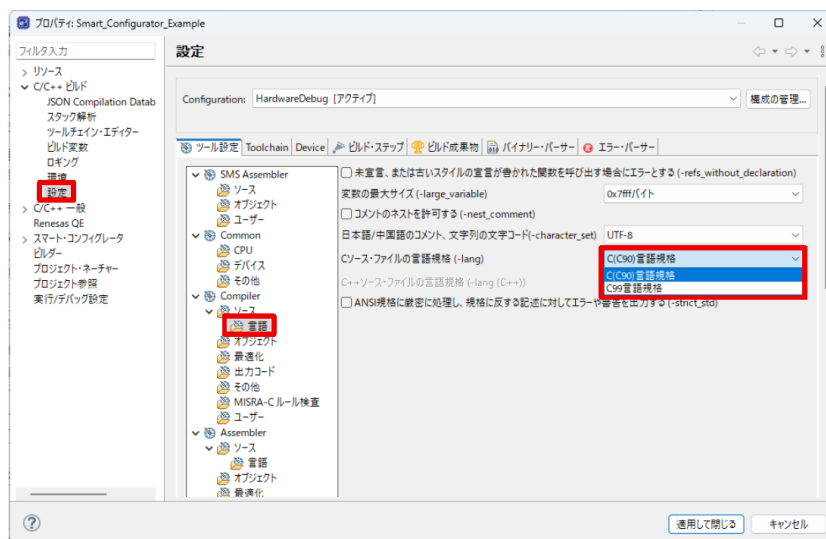 プロパティ: Smart_Configurator_Example
フィルタ入力
設定
リソース
C/C++ ビルド
JSON Compilation Datab
スタック解析
ツールチェイン・エディター
ビルド変数
ロギング
環境
設定
C/C++ 一般
Renesas QE
スマート・コンフィグレータ
ビルダー
プロジェクト・ネーチャー
プロジェクト参照
実行/デバッグ設定
Configuration: HardwareDebug [アクティブ] 構成の管理...
ツール設定 Toolchain Device ビルド・ステップ ビルド成果物 バイナリー・パーサー エラー・パーサー
SMS Assembler
ソース
オブジェクト
ユーザー
Common
CPU
デバイス
その他
Compiler
ソース
言語
オブジェクト
最適化
出力コード
その他
MISRA-C ルール検査
ユーザー
Assembler
ソース
言語
オブジェクト
最適化
未宣言、または古いスタイルの宣言が書かれた関数を呼び出す場合にエラーとする (-refs_without_declaration)
変数の最大サイズ (-large_variable) 0x7fffバイト
コメントのネストを許可する (-nest_comment)
日本語/中国語のコメント、文字列の文字コード(-character_set) UTF-8
Cソース・ファイルの言語規格 (-lang) C(C90)言語規格
C(C90)言語規格
C++ソース・ファイルの言語規格 (-lang (C++))
C99言語規格
ANSI規格に厳密に処理し、規格に反する記述に対してエラーや警告を出力する (-strict_std)
適用して閉じる キャンセル